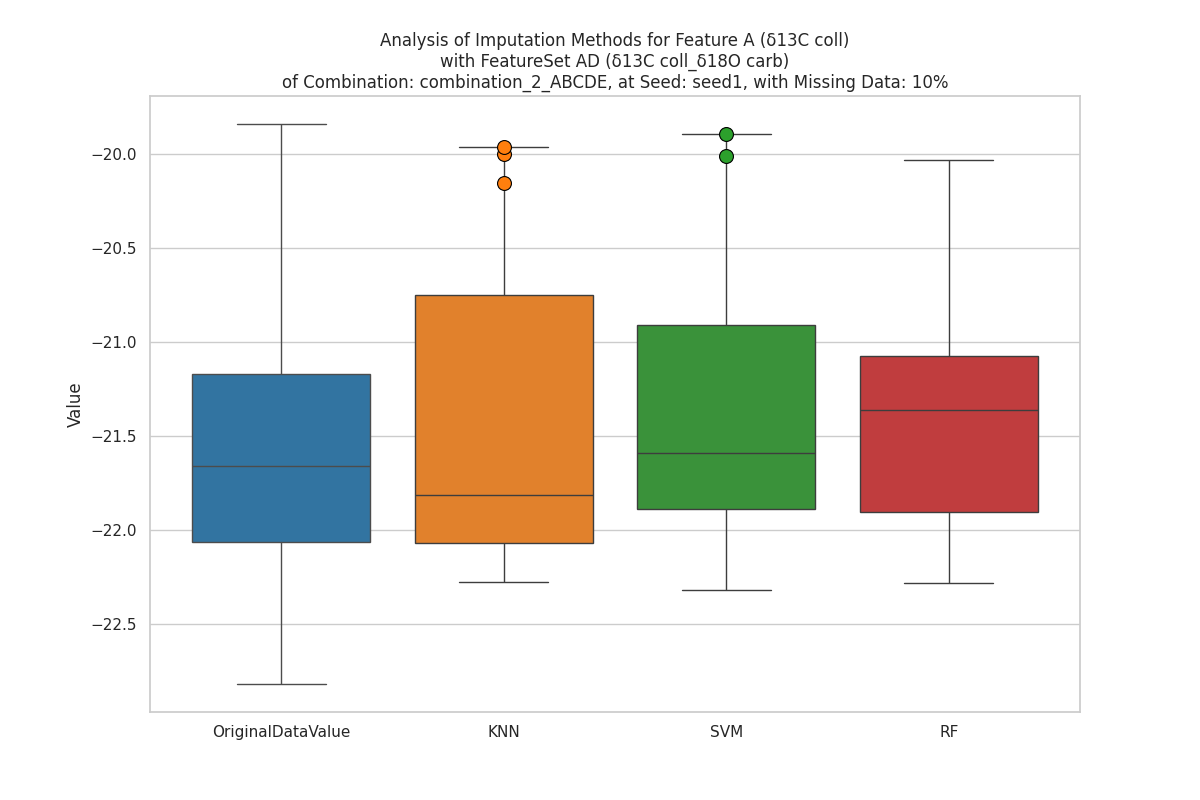 Analysis of Imputation Methods for Feature A (δ13C coll)
with FeatureSet AD (δ13C coll_δ18O carb)
of Combination: combination_2_ABCDE, at Seed: seed1, with Missing Data: 10%
−20.0
−20.5
−21.0
−21.5
−22.0
−22.5
Value
OriginalDataValue
KNN
SVM
RF